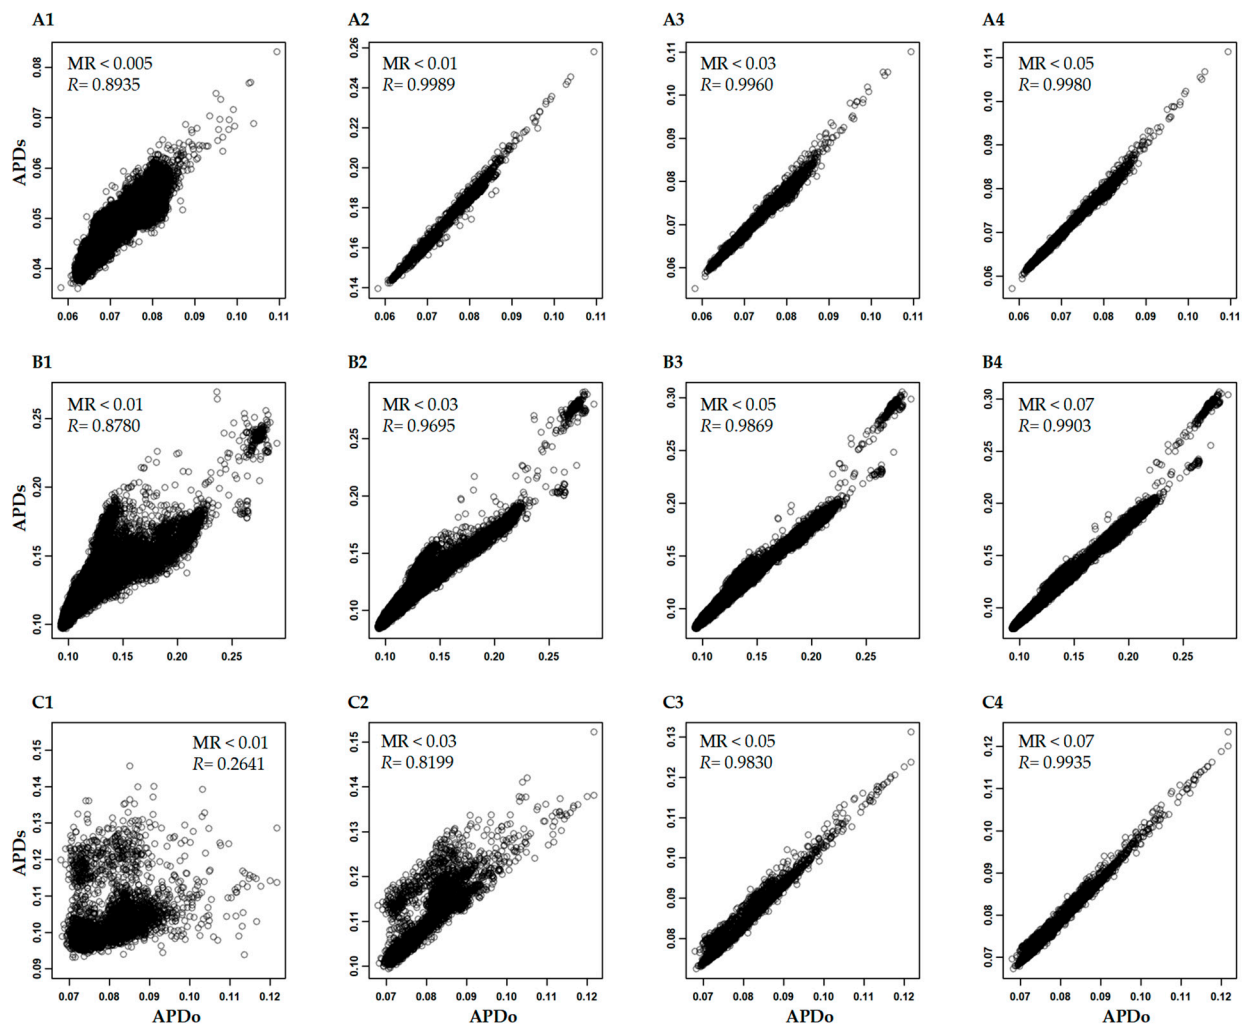 A1
A2
A3
A4
MR < 0.005
R= 0.8935
MR < 0.01
R= 0.9989
MR < 0.03
R= 0.9960
MR < 0.05
R= 0.9980
APDs
0.04 0.05 0.06 0.07 0.08
0.14 0.16 0.18 0.20 0.22 0.24 0.26
0.06 0.07 0.08 0.09 0.10 0.11
0.06 0.07 0.08 0.09 0.10 0.11
0.06 0.07 0.08 0.09 0.10 0.11
0.06 0.07 0.08 0.09 0.10 0.11
0.06 0.07 0.08 0.09 0.10 0.11
0.06 0.07 0.08 0.09 0.10 0.11
B1
B2
B3
B4
MR < 0.01
R= 0.8780
MR < 0.03
R= 0.9695
MR < 0.05
R= 0.9869
MR < 0.07
R= 0.9903
APDs
0.10 0.15 0.20 0.25
0.10 0.15 0.20 0.25 0.30
0.10 0.15 0.20 0.25 0.30
0.10 0.15 0.20 0.25 0.30
0.10 0.15 0.20 0.25
0.10 0.15 0.20 0.25
0.10 0.15 0.20 0.25
0.10 0.15 0.20 0.25
C1
C2
C3
C4
MR < 0.01
R= 0.2641
MR < 0.03
R= 0.8199
MR < 0.05
R= 0.9830
MR < 0.07
R= 0.9935
APDs
0.09 0.10 0.11 0.12 0.13 0.14 0.15
0.10 0.11 0.12 0.13 0.14 0.15
0.08 0.09 0.10 0.11 0.12 0.13
0.07 0.08 0.09 0.10 0.11 0.12
0.07 0.08 0.09 0.10 0.11 0.12
0.07 0.08 0.09 0.10 0.11 0.12
0.07 0.08 0.09 0.10 0.11 0.12
0.07 0.08 0.09 0.10 0.11 0.12
APDo
APDo
APDo
APDo